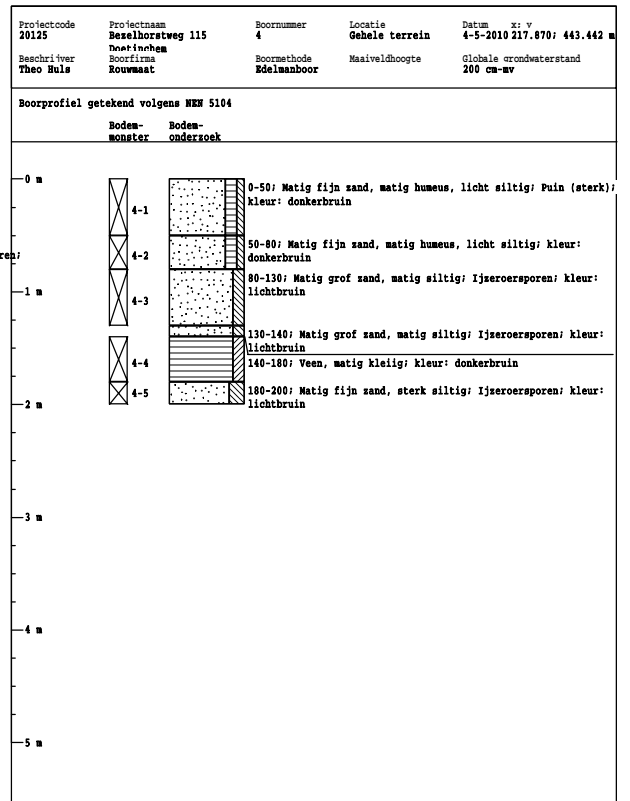 Projectcode Projectnaam Boornummer Locatie Datum x: y
20125 Bezelhorstweg 115 4 Gehele terrein 4-5-2010 217.870; 443.442 m
Doetinchem
Beschrijver Boorfirma Boormethode Maaiveldhoogte Globale grondwaterstand
Theo Huls Rouwmaat Edelmanboor 200 cm-mv
Boorprofiel getekend volgens NEN 5104
Bodem- Bodem-
monster onderzoek
0 m
0-50; Matig fijn zand, matig humeus, licht siltig; Puin (sterk);
kleur: donkerbruin
4-1
50-80; Matig fijn zand, matig humeus, licht siltig; kleur:
donkerbruin
4-2
ren;
80-130; Matig grof zand, matig siltig; Ijzeroersporen; kleur:
lichtbruin
1 m
4-3
130-140; Matig grof zand, matig siltig; Ijzeroersporen; kleur:
lichtbruin
4-4
140-180; Veen, matig kleiig; kleur: donkerbruin
180-200; Matig fijn zand, sterk siltig; Ijzeroersporen; kleur:
lichtbruin
4-5
2 m
3 m
4 m
5 m